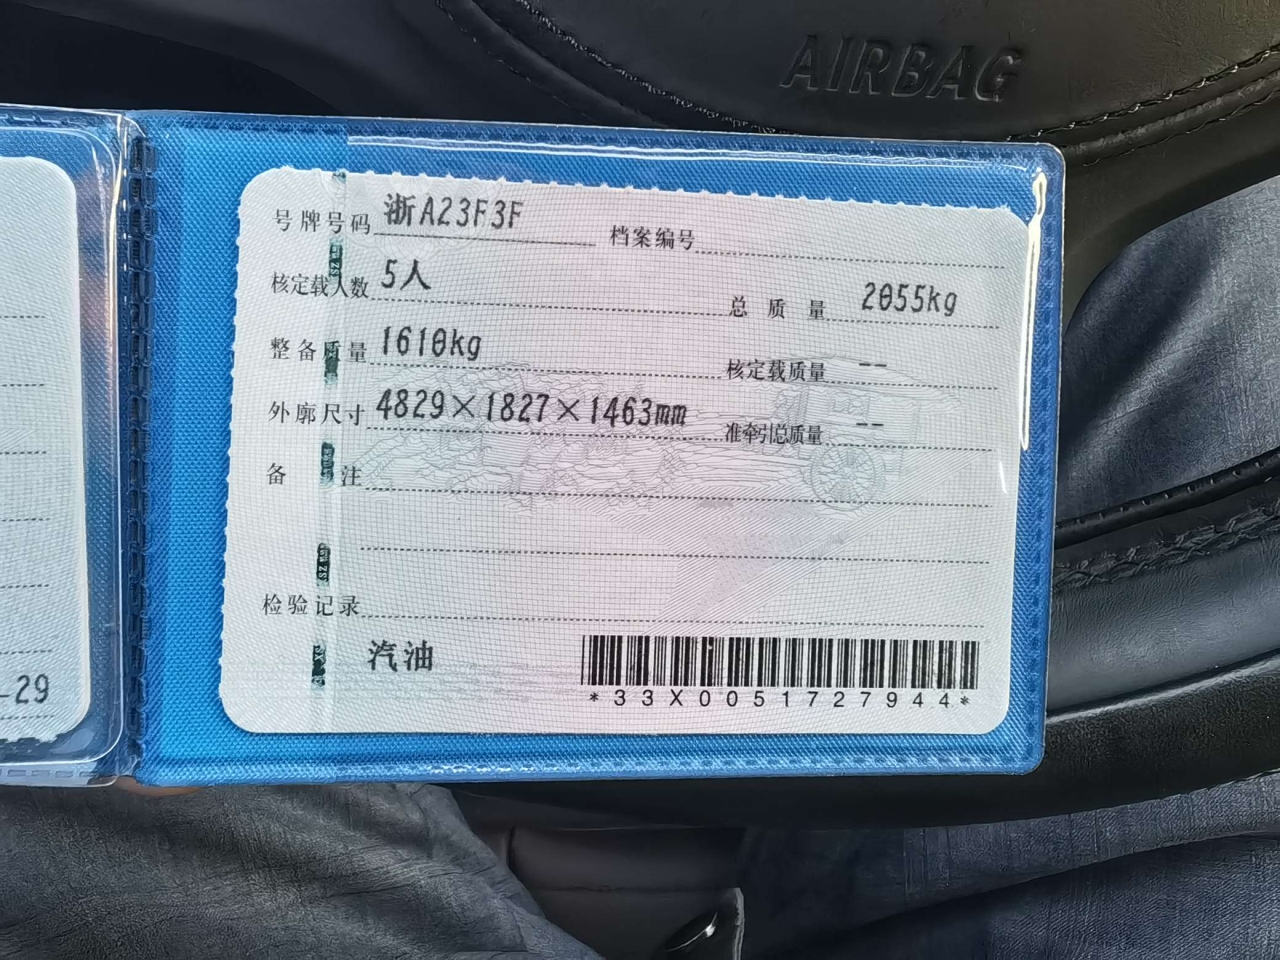 AIRBAG
号牌号码 浙A23F3F 档案编号
核定载人数 5人 总质量 2055kg
整备质量 1610kg 核定载质量 --
外廓尺寸 4829×1827×1463mm 准牵引总质量 --
备注
检验记录
汽油
*33X0051727944*
-29